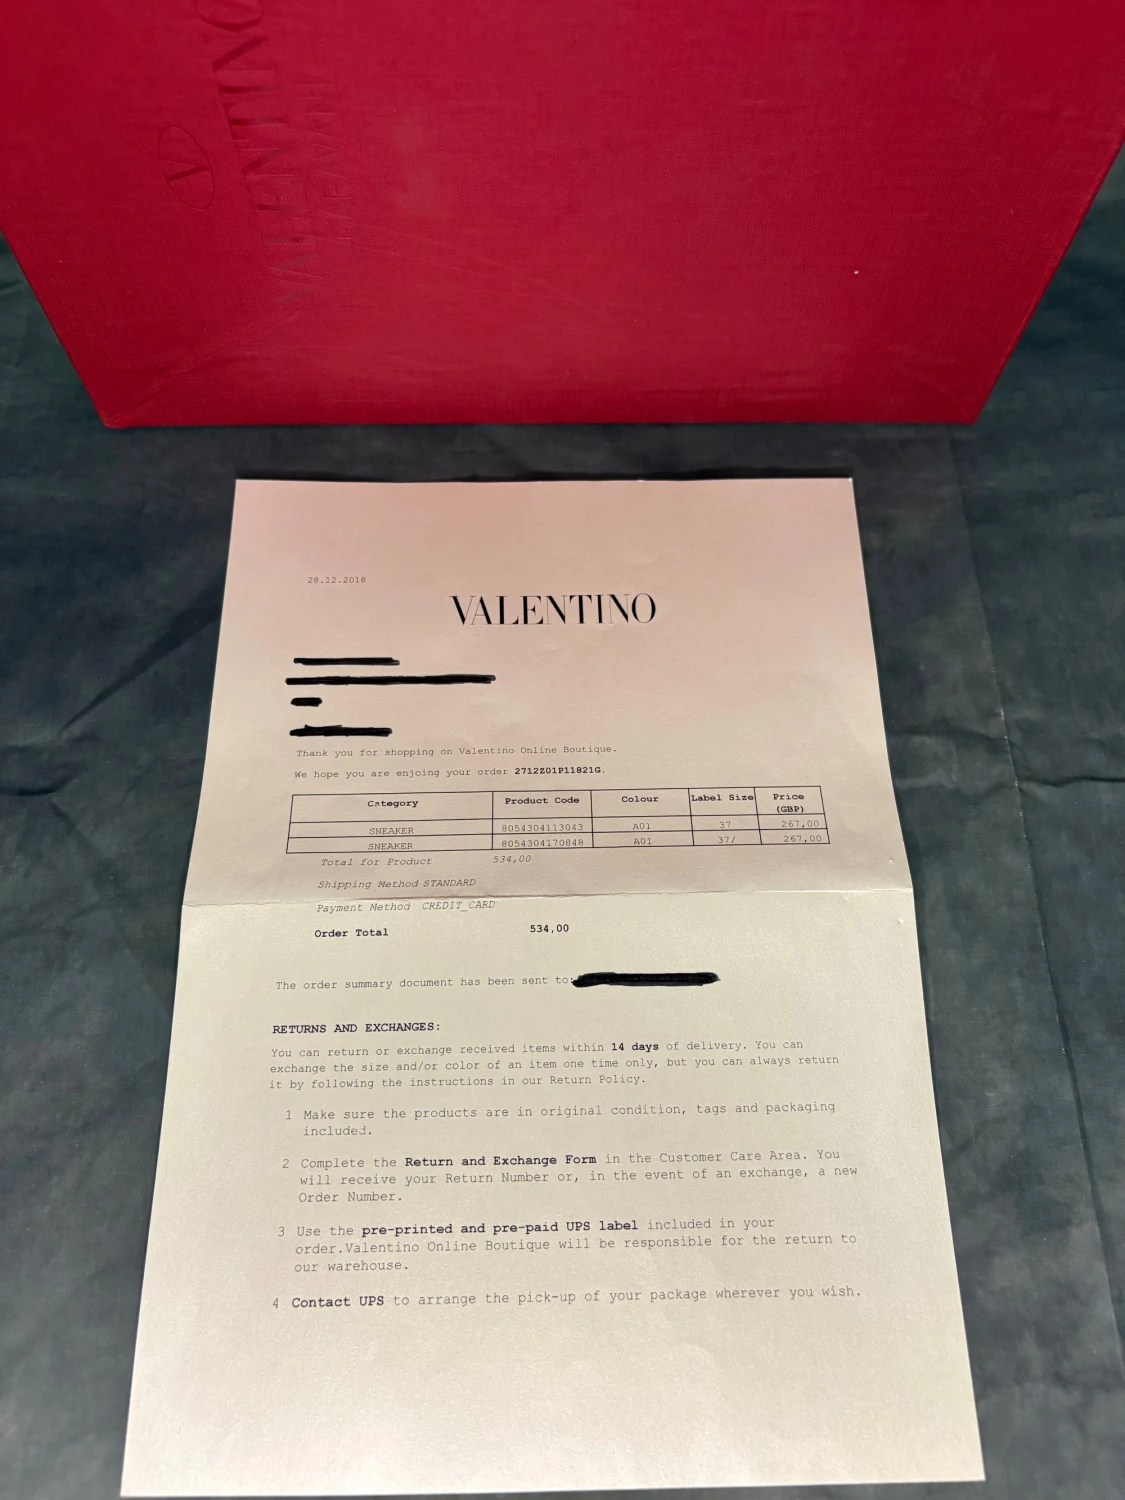 VALENTINO
GARAVANI
28.12.2018
VALENTINO
Thank you for shopping on Valentino Online Boutique.
We hope you are enjoing your order 2712Z01P11821G.
Category Product Code Colour Label Size Price (GBP)
SNEAKER 8054304113043 A01 37 267,00
SNEAKER 8054304170848 A01 37/ 267,00
Total for Product 534,00
Shipping Method STANDARD
Payment Method CREDIT_CARD
Order Total 534,00
The order summary document has been sent to:
RETURNS AND EXCHANGES:
You can return or exchange received items within 14 days of delivery. You can
exchange the size and/or color of an item one time only, but you can always return
it by following the instructions in our Return Policy.
1 Make sure the products are in original condition, tags and packaging
included.
2 Complete the Return and Exchange Form in the Customer Care Area. You
will receive your Return Number or, in the event of an exchange, a new
Order Number.
3 Use the pre-printed and pre-paid UPS label included in your
order.Valentino Online Boutique will be responsible for the return to
our warehouse.
4 Contact UPS to arrange the pick-up of your package wherever you wish.